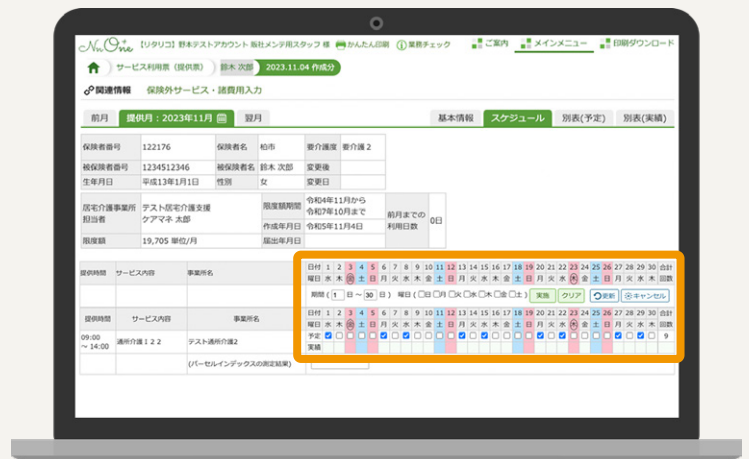 NnOne 【リタリコ】野本テストアカウント 販社メンテ用スタッフ 様 かんたん印刷 業務チェック ご案内 メインメニュー 印刷ダウンロード
サービス利用票（提供票） 鈴木 次郎 2023.11.04 作成分
関連情報 保険外サービス・諸費用入力
前月 提供月：2023年11月 翌月 基本情報 スケジュール 別表(予定) 別表(実績)
保険者番号 122176 保険者名 柏市 要介護度 要介護２
被保険者番号 1234512346 被保険者名 鈴木 次郎 変更後
生年月日 平成13年1月1日 性別 女 変更日
居宅介護事業所 テスト居宅介護支援 限度額期間 令和4年11月から
担当者 ケアマネ 太郎 令和7年10月まで 前月までの 0日
作成年月日 令和5年11月4日 利用日数
限度額 19,705 単位/月 届出年月日
提供時間 サービス内容 事業所名 日付 1 2 3 4 5 6 7 8 9 10 11 12 13 14 15 16 17 18 19 20 21 22 23 24 25 26 27 28 29 30 合計
曜日 水 木 ㊎ 土 日 月 火 水 木 金 土 日 月 火 水 木 金 土 日 月 火 水 ㊍ 金 土 日 月 火 水 木 回数
期間 ( 1 日 ～ 30 日 ) 曜日 ( 日 月 火 水 木 金 土 ) 実施 クリア 更新 キャンセル
提供時間 サービス内容 事業所名 日付 1 2 3 4 5 6 7 8 9 10 11 12 13 14 15 16 17 18 19 20 21 22 23 24 25 26 27 28 29 30 合計
曜日 水 木 ㊎ 土 日 月 火 水 木 金 土 日 月 火 水 木 金 土 日 月 火 水 ㊍ 金 土 日 月 火 水 木 回数
09:00 予定 9
～ 14:00 通所介護Ⅰ２２ テスト通所介護2 実績
(バーセルインデックスの測定結果)